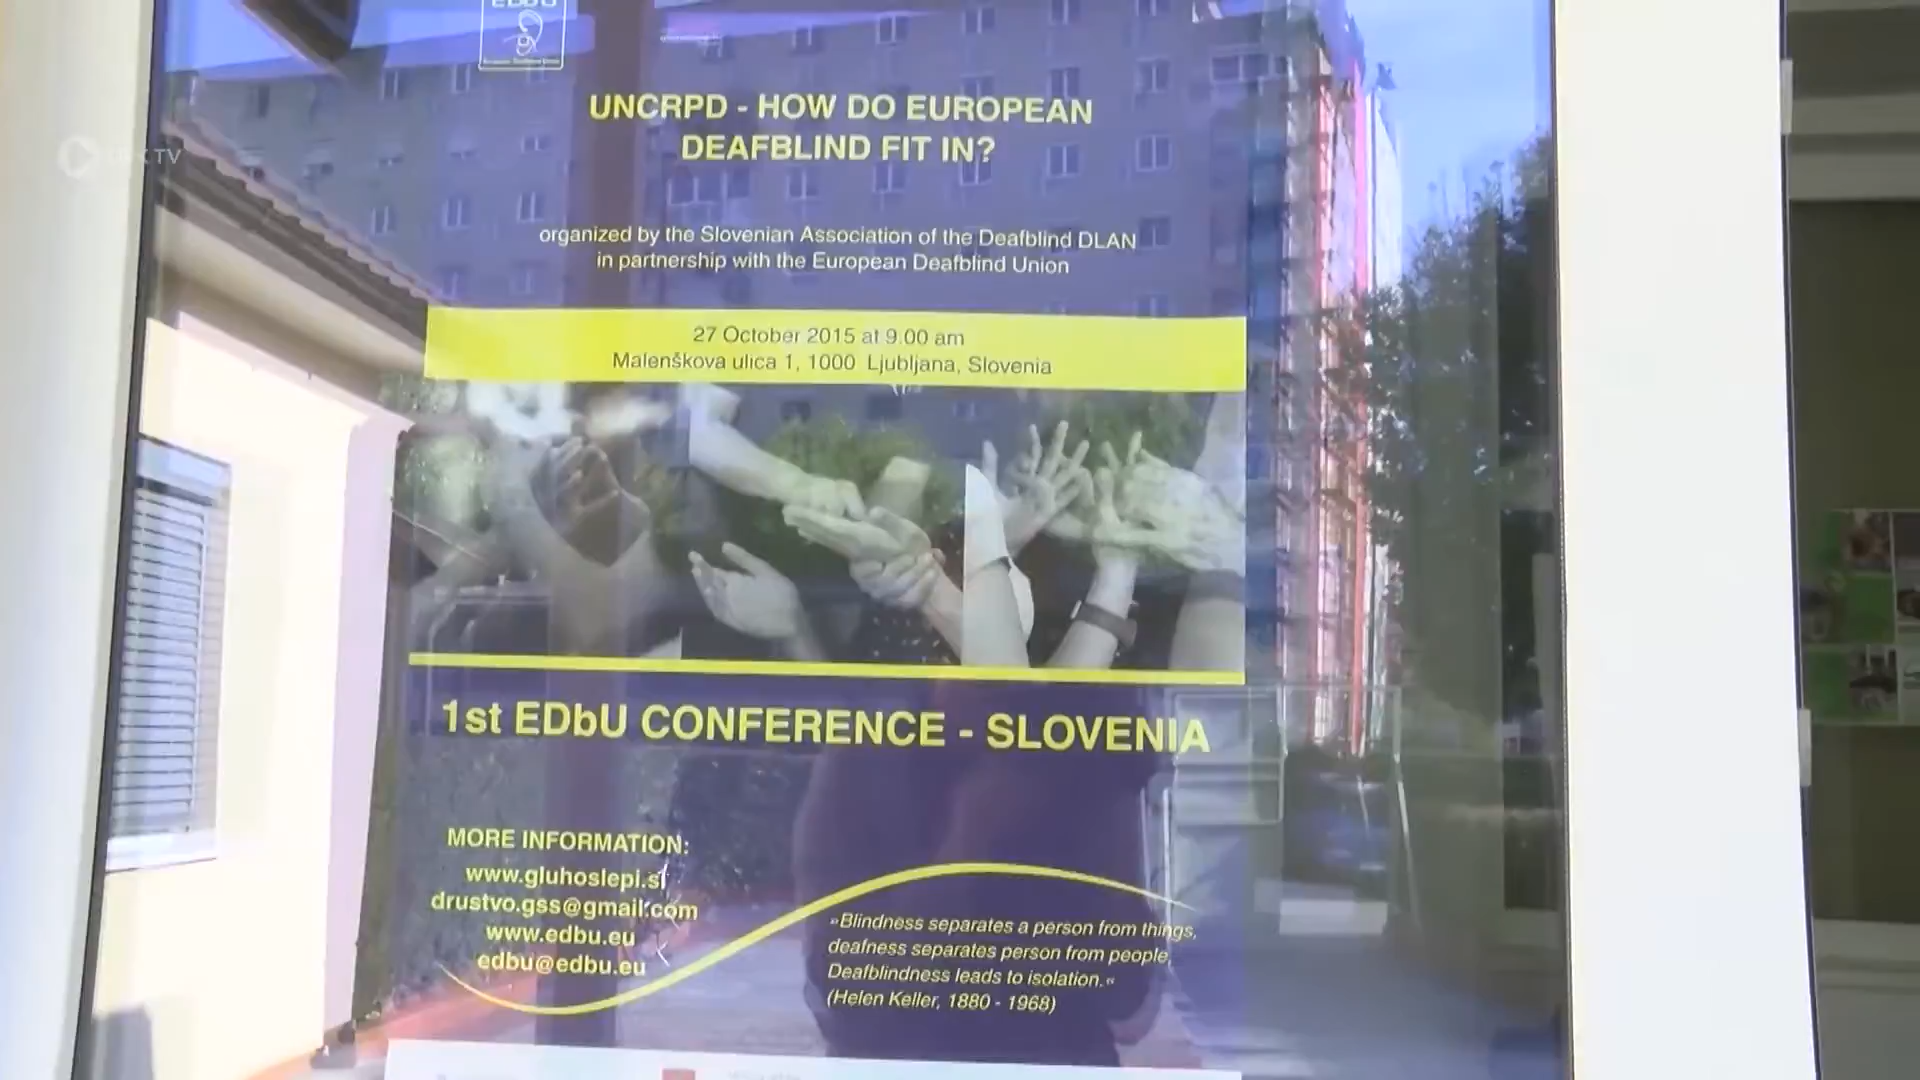 EDbU
UNCRPD - HOW DO EUROPEAN
DEAFBLIND FIT IN?
organized by the Slovenian Association of the Deafblind DLAN
in partnership with the European Deafblind Union
27 October 2015 at 9.00 am
Malenškova ulica 1, 1000 Ljubljana, Slovenia
1st EDbU CONFERENCE - SLOVENIA
MORE INFORMATION:
www.gluhoslepi.si
drustvo.gss@gmail.com
www.edbu.eu
edbu@edbu.eu
»Blindness separates a person from things,
deafness separates person from people,
Deafblindness leads to isolation.«
(Helen Keller, 1880 - 1968)
TV